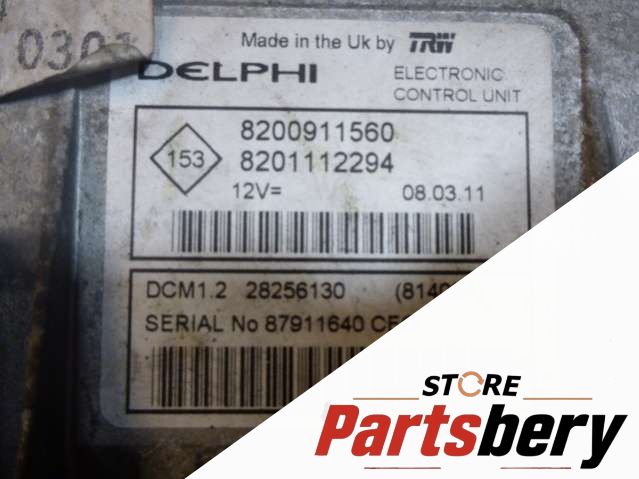 Made in the Uk by TRW
DELPHI
ELECTRONIC
CONTROL UNIT
8200911560
153
8201112294
12V=
08.03.11
DCM1.2 28256130
SERIAL No 87911640
STORE
Partsbery